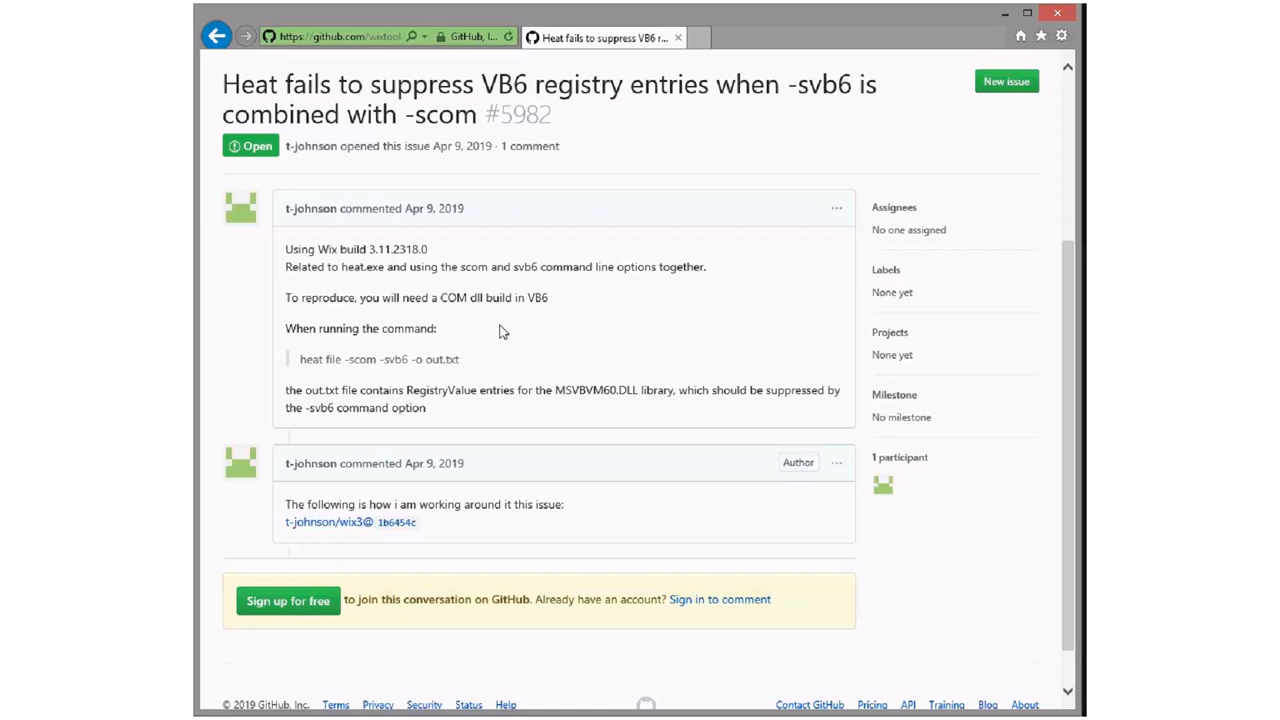 https://github.com/wixtool
GitHub, I...
Heat fails to suppress VB6 r...
Heat fails to suppress VB6 registry entries when -svb6 is
combined with -scom #5982
New issue
Open
t-johnson opened this issue Apr 9, 2019 · 1 comment
t-johnson commented Apr 9, 2019
Using Wix build 3.11.2318.0
Related to heat.exe and using the scom and svb6 command line options together.
To reproduce, you will need a COM dll build in VB6
When running the command:
heat file -scom -svb6 -o out.txt
the out.txt file contains RegistryValue entries for the MSVBVM60.DLL library, which should be suppressed by
the -svb6 command option
Assignees
No one assigned
Labels
None yet
Projects
None yet
Milestone
No milestone
1 participant
t-johnson commented Apr 9, 2019
Author
The following is how i am working around it this issue:
t-johnson/wix3@ 1b6454c
Sign up for free to join this conversation on GitHub. Already have an account? Sign in to comment
© 2019 GitHub, Inc. Terms Privacy Security Status Help
Contact GitHub Pricing API Training Blog About